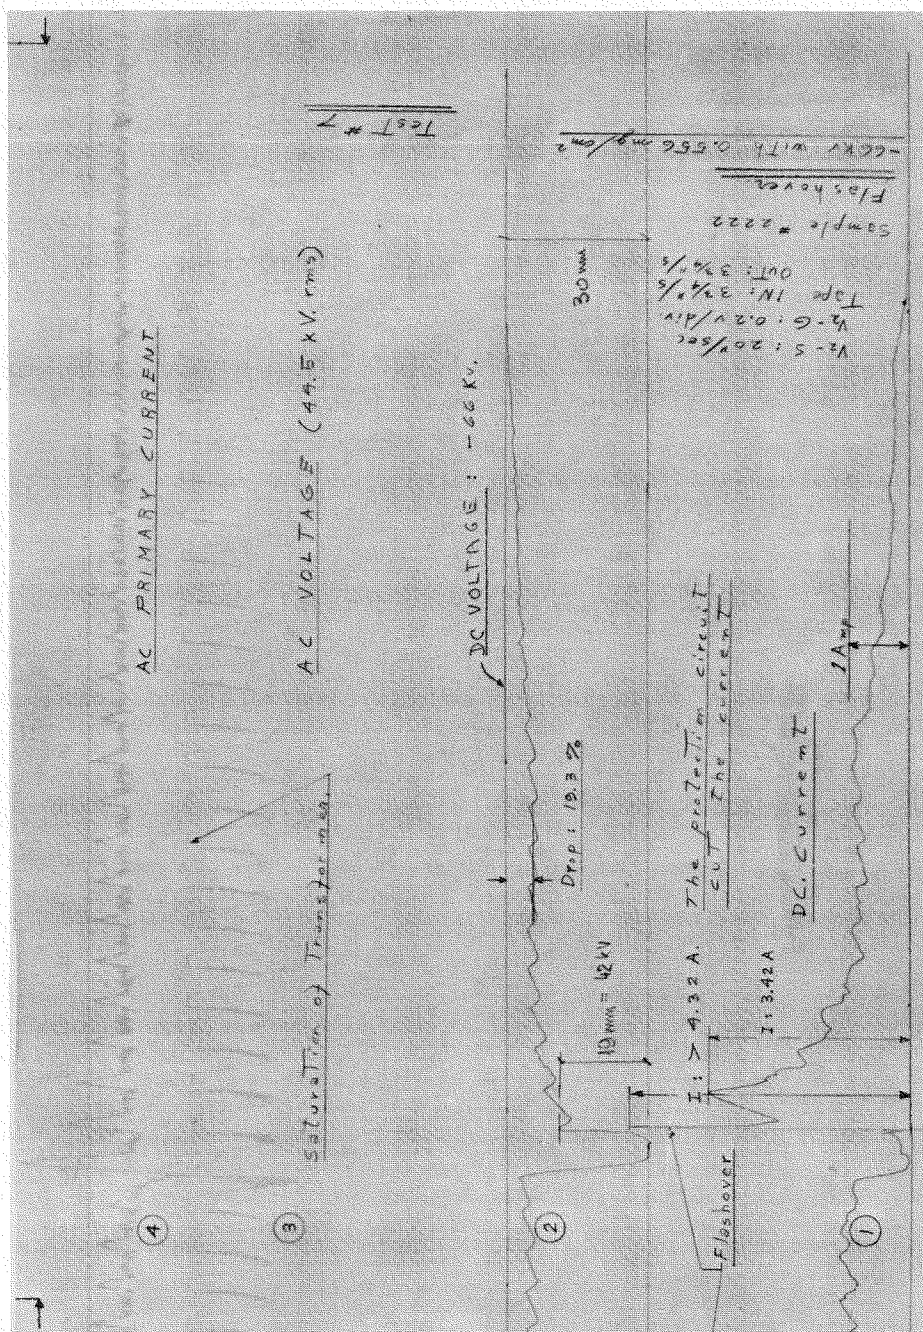 Test # 7
-66kv with 0.556 mg/cm²
Flashover
Sample # 2222
Tape IN: 3¾"/s
OUT: 3¾"/s
V2-G: 0.2v/div.
V2-S: 20"/sec
AC PRIMARY CURRENT
④
AC VOLTAGE (44.5 kV. rms)
Saturation of Transformer.
③
DC VOLTAGE: -66 Kv.
30 mm
Drop: 19.3 %
19 mm = 42 kV
②
The protection circuit
cut the current
I: > 4.32 A.
I: 3.42 A
Flashover
1 Amp
DC. Current
①